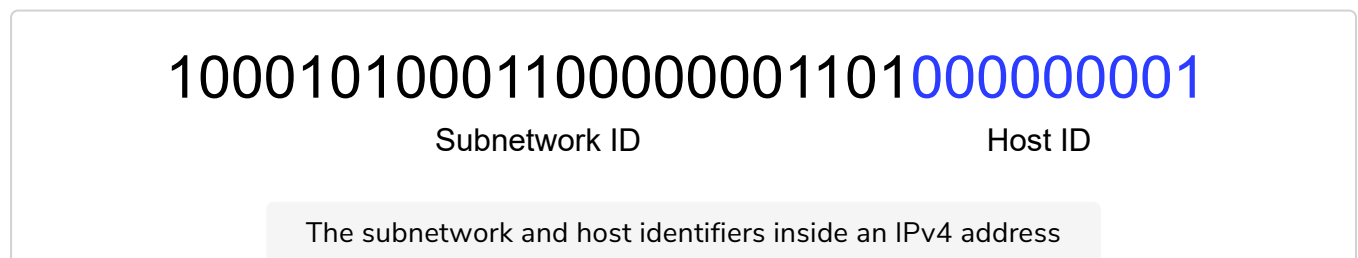 10001010001100000001101000000001
Subnetwork ID Host ID
The subnetwork and host identifiers inside an IPv4 address